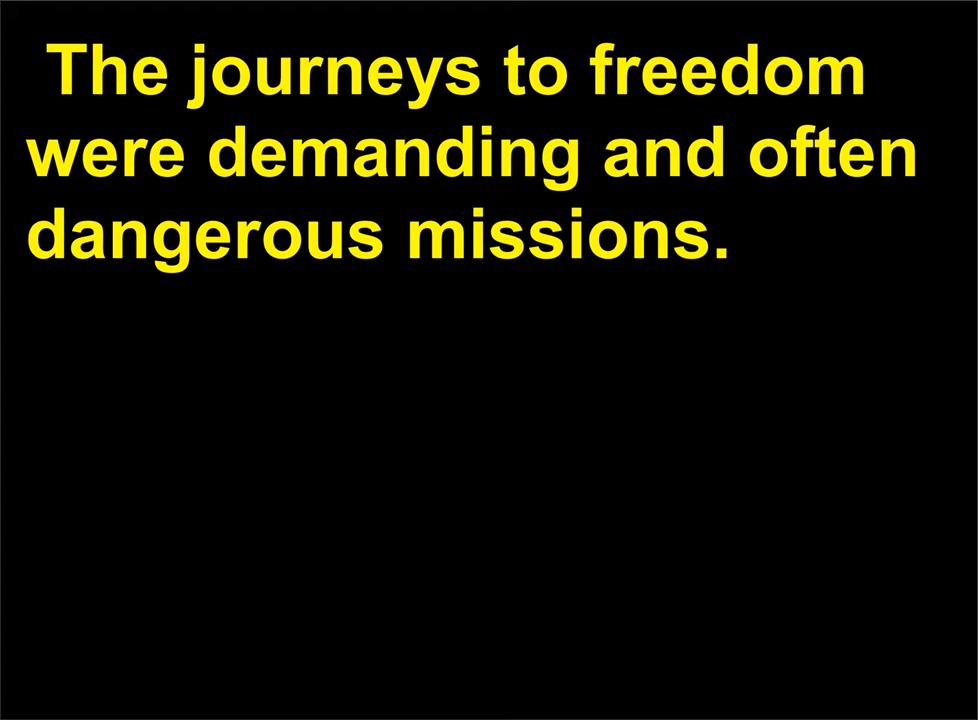 The journeys to freedom
were demanding and often
dangerous missions.